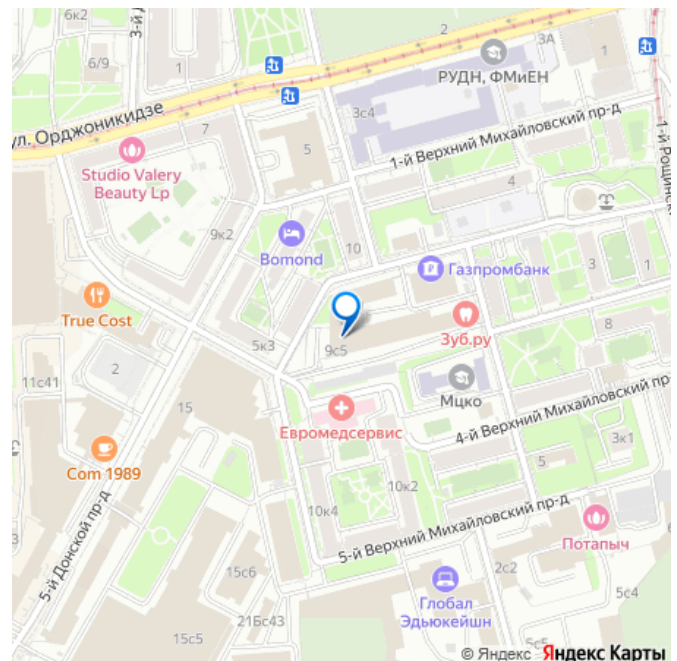 6к2
3-й Д
6/9
1
2
3А
1
РУДН, ФМиЕН
3с4
ул. Орджоникидзе
7
5
1-й Верхний Михайловский пр-д
1-й Рощинск
Studio Valery
Beauty Lp
4
9к2
10
Bomond
Газпромбанк
3
1
True Cost
Зуб.ру
5к3
9с5
8
2
11с41
Мцко
15
Евромедсервис
4-й Верхний Михайловский пр-
3к1
Com 1989
5
10к2
10к4
5-й Донской пр-д
5-й Верхний Михайловский пр-д
Потапыч
15с6
2с2
Глобал
Эдьюкейшн
5с4
21Бс43
15с5
5с5
© Яндекс Яндекс Карты